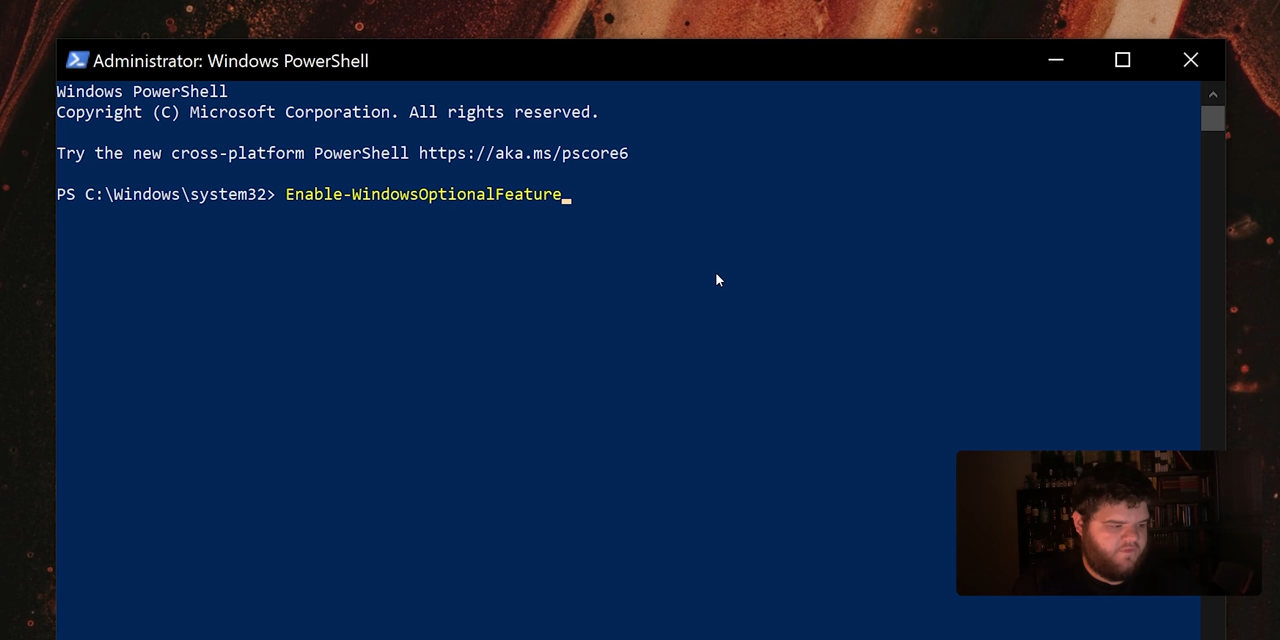 Administrator: Windows PowerShell
Windows PowerShell
Copyright (C) Microsoft Corporation. All rights reserved.
Try the new cross-platform PowerShell https://aka.ms/pscore6
PS C:\Windows\system32> Enable-WindowsOptionalFeature